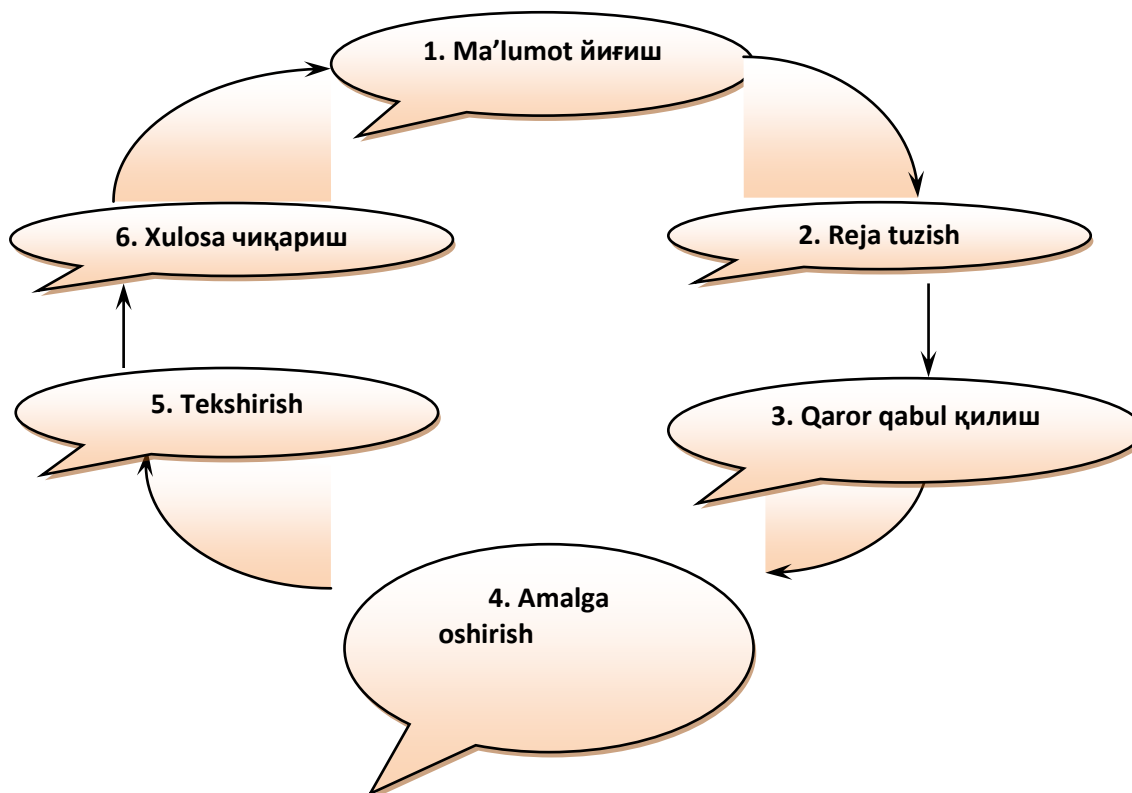 1. Ma’lumot йиғиш
2. Reja tuzish
3. Qaror qabul қилиш
4. Amalga
oshirish
5. Tekshirish
6. Xulosa чиқариш